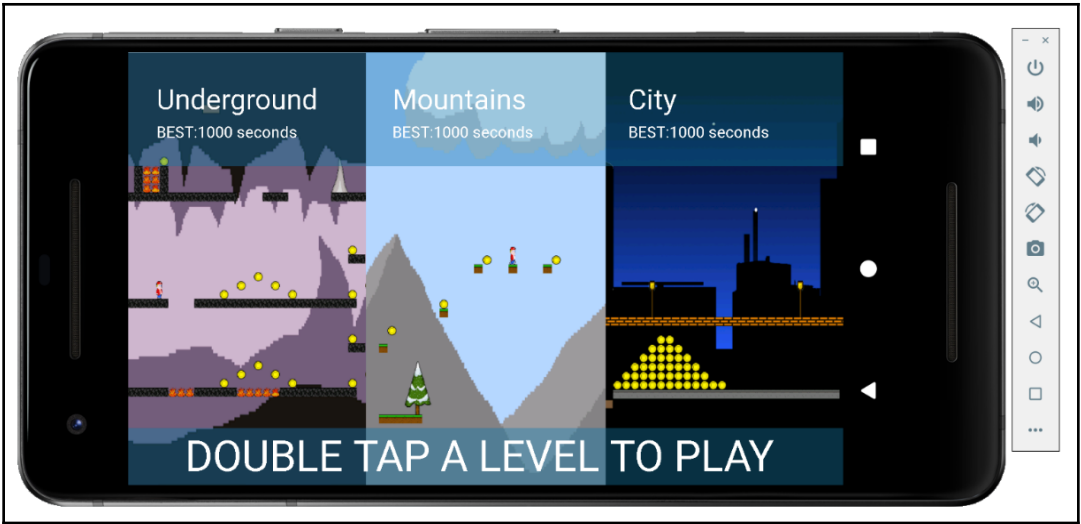 Underground
BEST:1000 seconds
Mountains
BEST:1000 seconds
City
BEST:1000 seconds
DOUBLE TAP A LEVEL TO PLAY